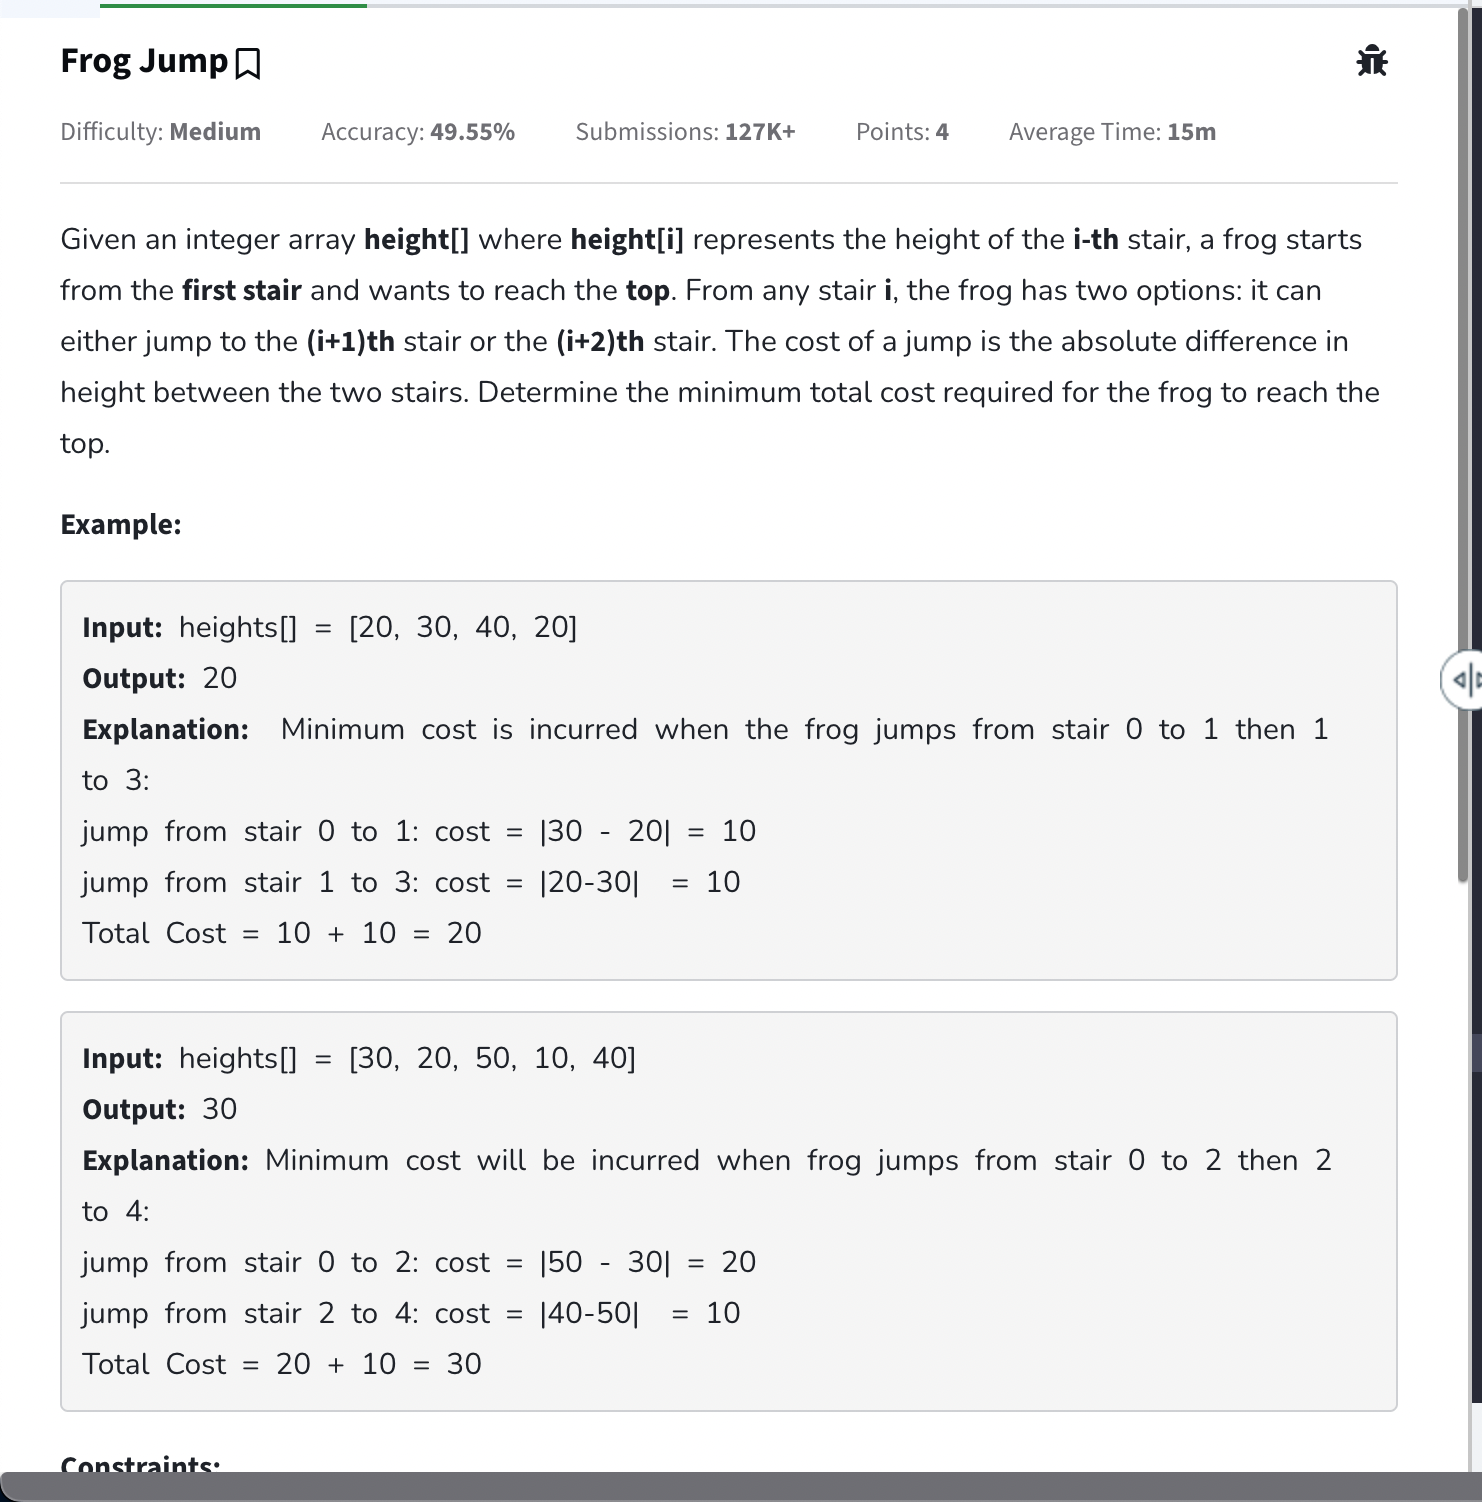 Frog Jump
Difficulty: Medium Accuracy: 49.55% Submissions: 127K+ Points: 4 Average Time: 15m
Given an integer array height[] where height[i] represents the height of the i-th stair, a frog starts
from the first stair and wants to reach the top. From any stair i, the frog has two options: it can
either jump to the (i+1)th stair or the (i+2)th stair. The cost of a jump is the absolute difference in
height between the two stairs. Determine the minimum total cost required for the frog to reach the
top.
Example:
Input: heights[] = [20, 30, 40, 20]
Output: 20
Explanation: Minimum cost is incurred when the frog jumps from stair 0 to 1 then 1
to 3:
jump from stair 0 to 1: cost = |30 - 20| = 10
jump from stair 1 to 3: cost = |20-30| = 10
Total Cost = 10 + 10 = 20
Input: heights[] = [30, 20, 50, 10, 40]
Output: 30
Explanation: Minimum cost will be incurred when frog jumps from stair 0 to 2 then 2
to 4:
jump from stair 0 to 2: cost = |50 - 30| = 20
jump from stair 2 to 4: cost = |40-50| = 10
Total Cost = 20 + 10 = 30
Constraints: